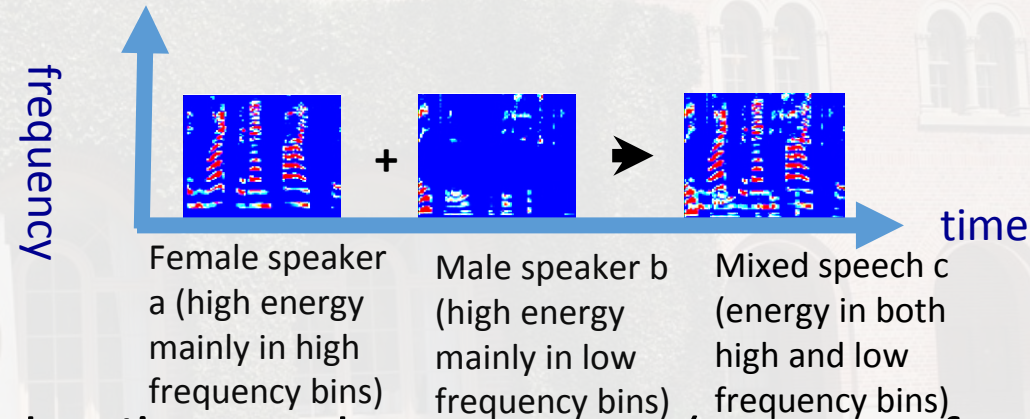 frequency
+
time
Female speaker
a (high energy
mainly in high
frequency bins)
Male speaker b
(high energy
mainly in low
frequency bins)
Mixed speech c
(energy in both
high and low
frequency bins)